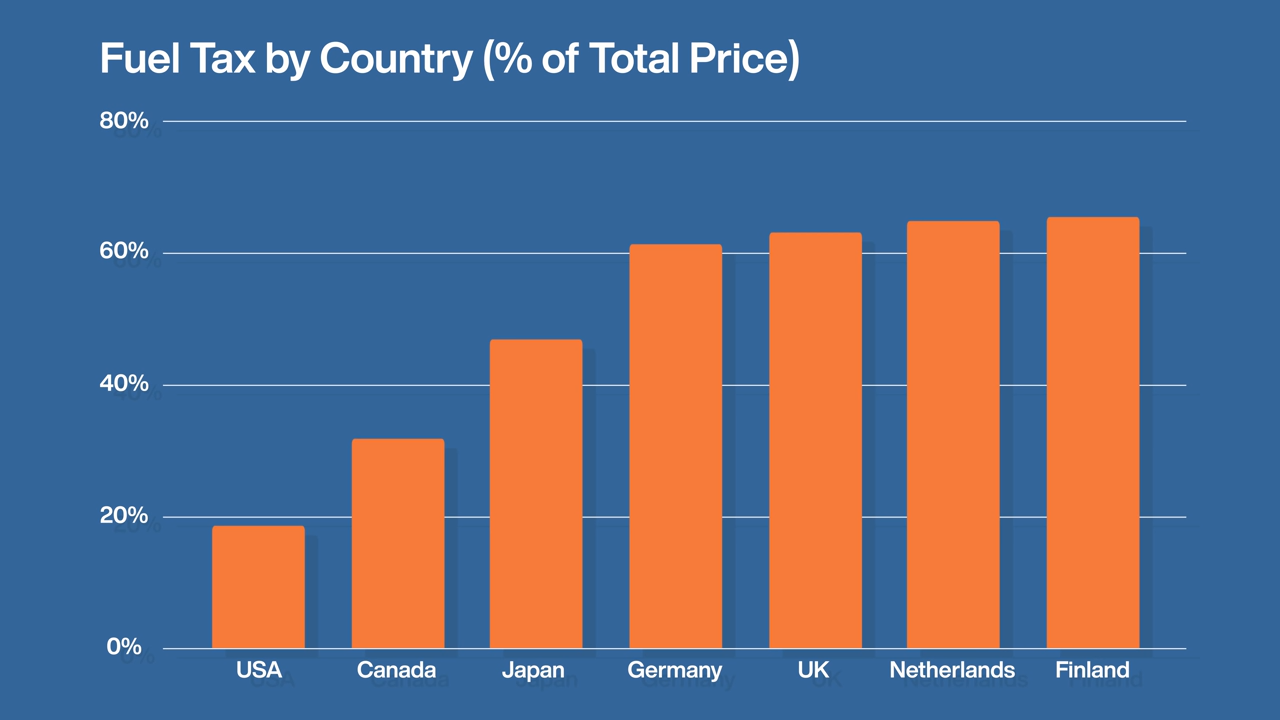 Fuel Tax by Country (% of Total Price)
80%
60%
40%
20%
0%
USA Canada Japan Germany UK Netherlands Finland